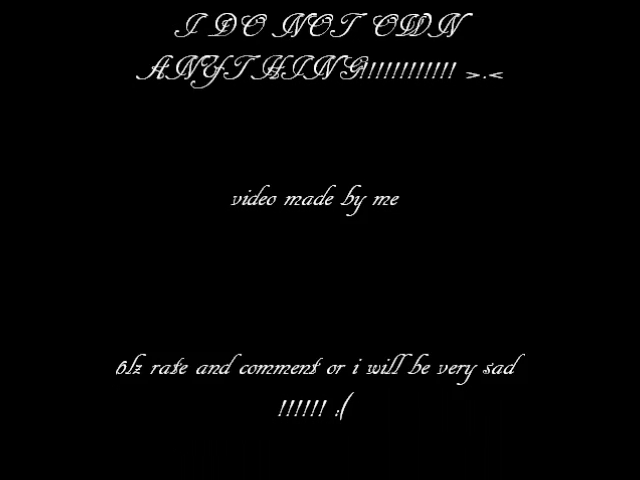 I DO NOT OWN
ANYTHING!!!!!!!!!!! >.<
video made by me
plz rate and comment or i will be very sad
!!!!!! :(